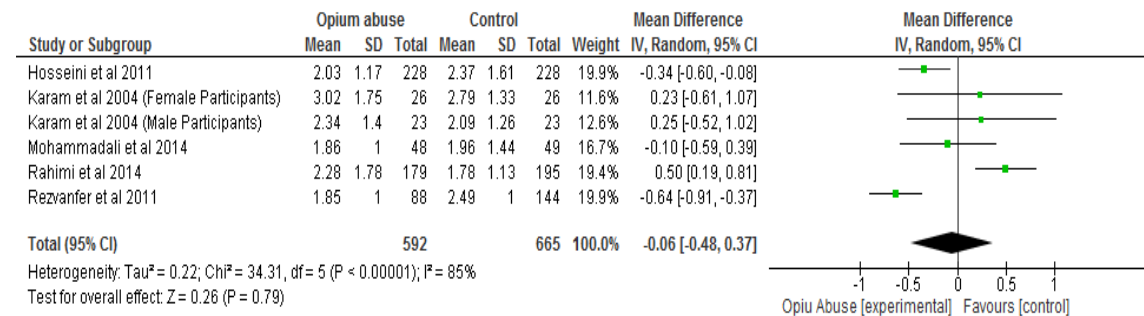 Opium abuse Control Mean Difference Mean Difference
Study or Subgroup Mean SD Total Mean SD Total Weight IV, Random, 95% CI IV, Random, 95% CI
Hosseini et al 2011 2.03 1.17 228 2.37 1.61 228 19.9% -0.34 [-0.60, -0.08]
Karam et al 2004 (Female Participants) 3.02 1.75 26 2.79 1.33 26 11.6% 0.23 [-0.61, 1.07]
Karam et al 2004 (Male Participants) 2.34 1.4 23 2.09 1.26 23 12.6% 0.25 [-0.52, 1.02]
Mohammadali et al 2014 1.86 1 48 1.96 1.44 49 16.7% -0.10 [-0.59, 0.39]
Rahimi et al 2014 2.28 1.78 179 1.78 1.13 195 19.4% 0.50 [0.19, 0.81]
Rezvanfer et al 2011 1.85 1 88 2.49 1 144 19.9% -0.64 [-0.91, -0.37]
Total (95% CI) 592 665 100.0% -0.06 [-0.48, 0.37]
Heterogeneity: Tau² = 0.22; Chi² = 34.31, df = 5 (P < 0.00001); I² = 85%
Test for overall effect: Z = 0.26 (P = 0.79)
-1 -0.5 0 0.5 1
Opiu Abuse [experimental] Favours [control]